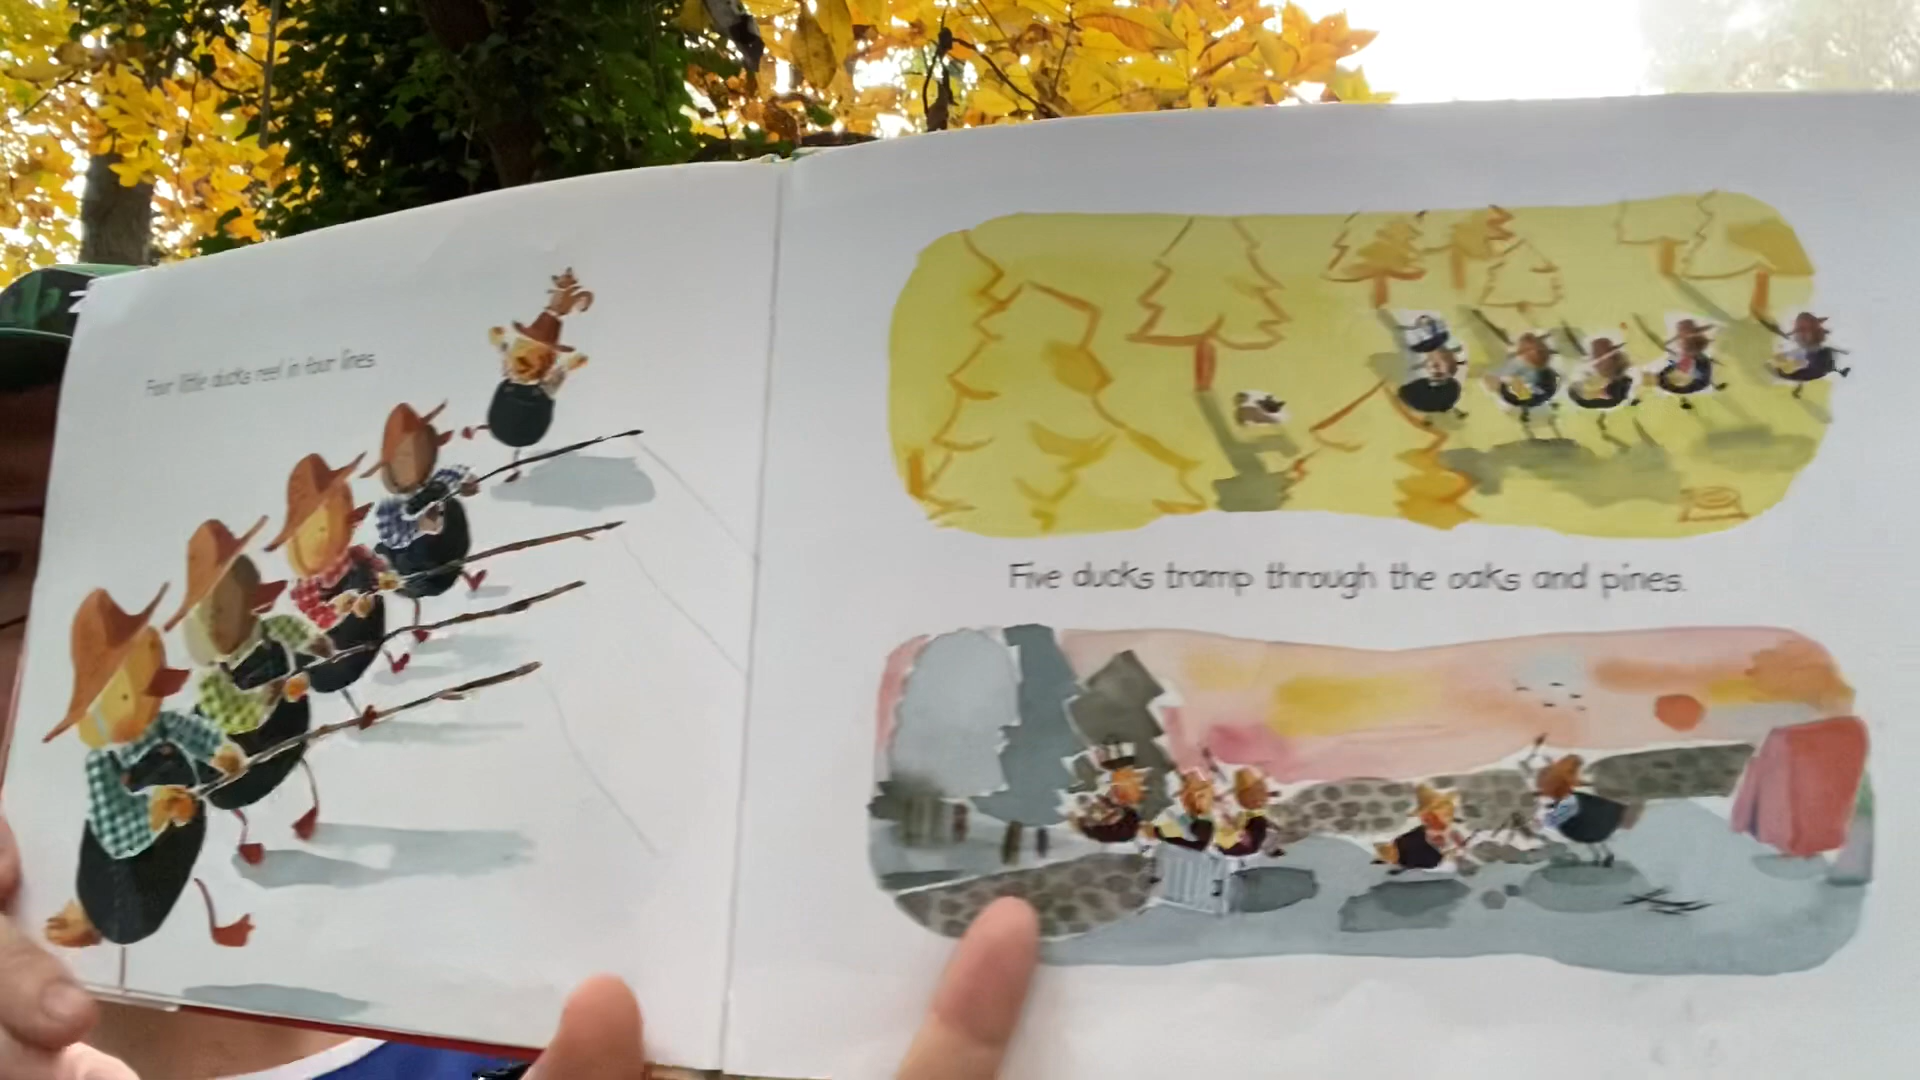 Four little ducks reel in four lines.
Five ducks tramp through the oaks and pines.